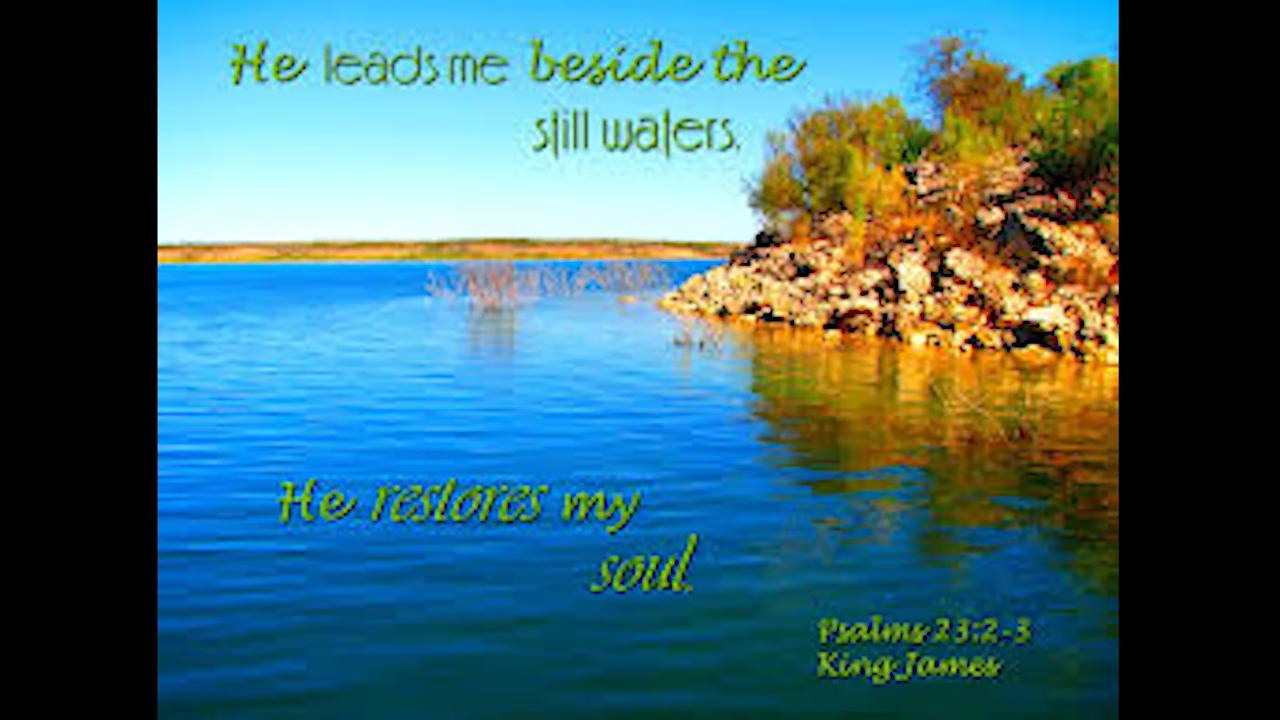 He leads me beside the
still waters.
He restores my
soul.
Psalms 23:2-3
King James